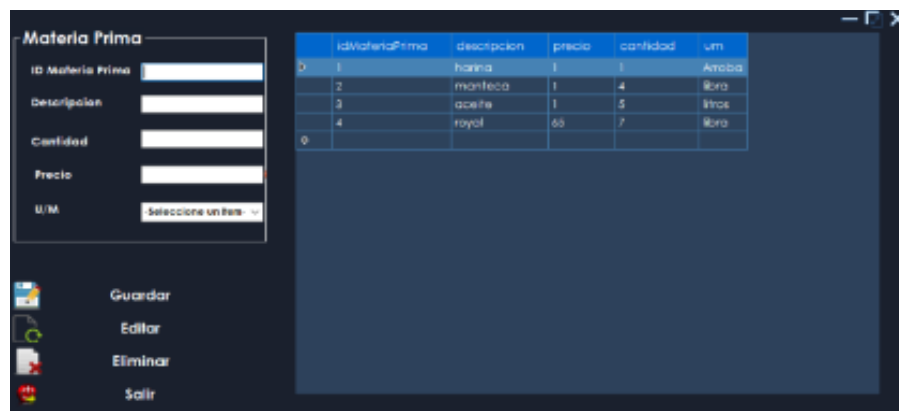 Materia Prima
ID Materia Prima
Descripcion
Cantidad
Precio
U/M -Seleccione un item-
Guardar
Editar
Eliminar
Salir
idMateriaPrima descripcion precio cantidad um
1 harina 1 1 Arroba
2 manteca 1 4 libra
3 aceite 1 5 litros
4 royal 65 7 libra